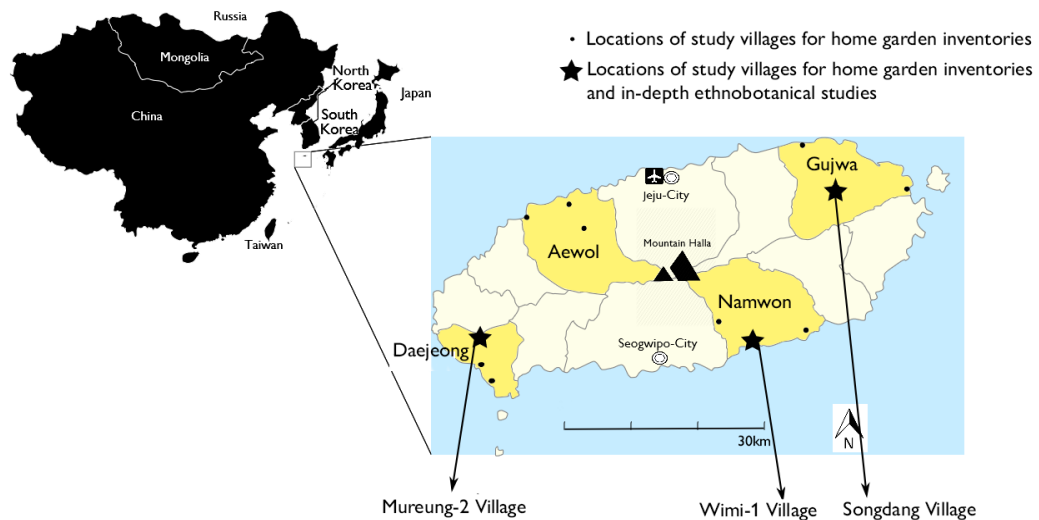 Russia
Mongolia
North
Korea
China
South
Korea
Japan
Taiwan
Locations of study villages for home garden inventories
Locations of study villages for home garden inventories
and in-depth ethnobotanical studies
Gujwa
Jeju-City
Aewol
Mountain Halla
Namwon
Daejeong
Seogwipo-City
30km
N
Mureung-2 Village
Wimi-1 Village
Songdang Village